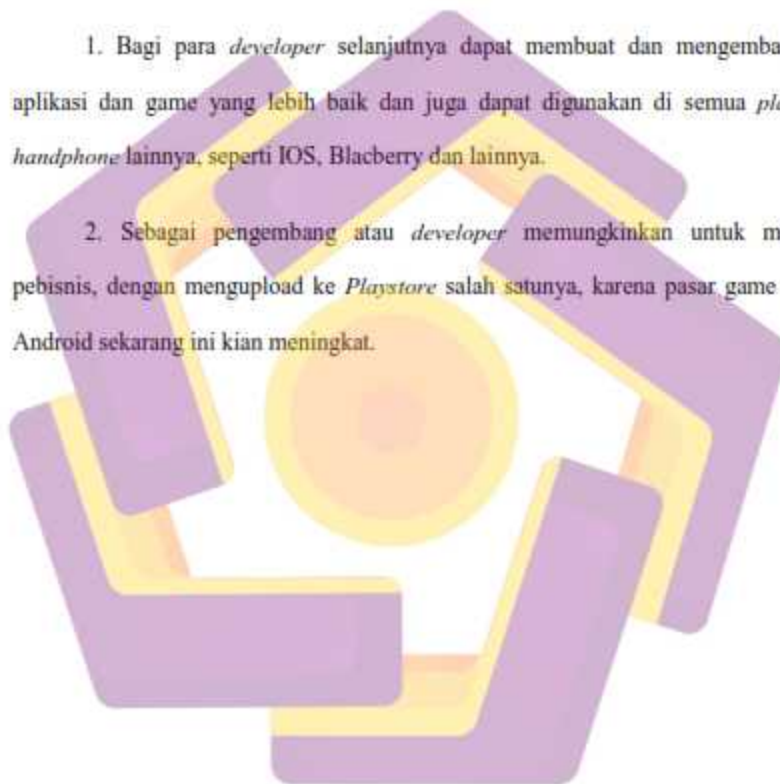 1. Bagi para developer selanjutnya dapat membuat dan mengemba
aplikasi dan game yang lebih baik dan juga dapat digunakan di semua pla
handphone lainnya, seperti IOS, Blacberry dan lainnya.
2. Sebagai pengembang atau developer memungkinkan untuk m
pebisnis, dengan mengupload ke Playstore salah satunya, karena pasar game
Android sekarang ini kian meningkat.